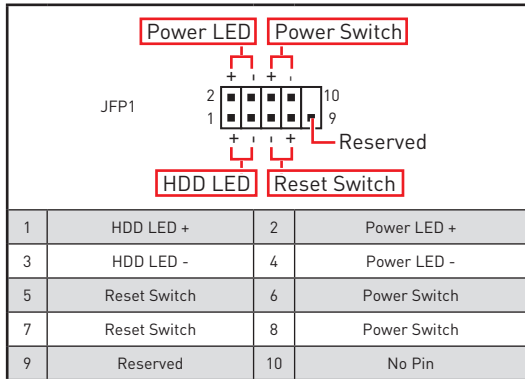 Power LED Power Switch
+ - + -
JFP1
2 10
1 9
+ - - +
Reserved
HDD LED Reset Switch
1 HDD LED + 2 Power LED +
3 HDD LED - 4 Power LED -
5 Reset Switch 6 Power Switch
7 Reset Switch 8 Power Switch
9 Reserved 10 No Pin